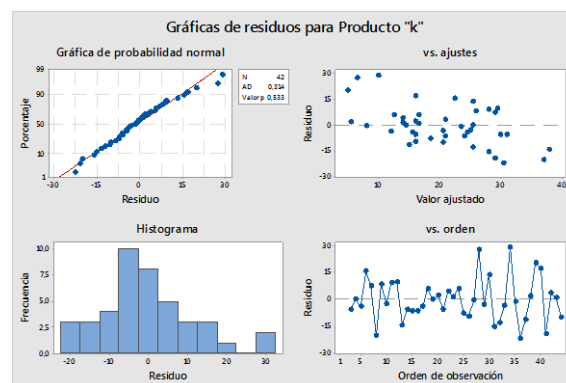 Gráficas de residuos para Producto "k"
Gráfica de probabilidad normal
99
90
50
10
1
-30
-15
0
15
30
Porcentaje
Residuo
N 42
AD 0,314
Valor p 0,533
vs. ajustes
30
15
0
-15
-30
10
20
30
40
Residuo
Valor ajustado
Histograma
10,0
7,5
5,0
2,5
0,0
-20
-10
0
10
20
30
Frecuencia
Residuo
vs. orden
30
15
0
-15
-30
1
5
10
15
20
25
30
35
40
Residuo
Orden de observación